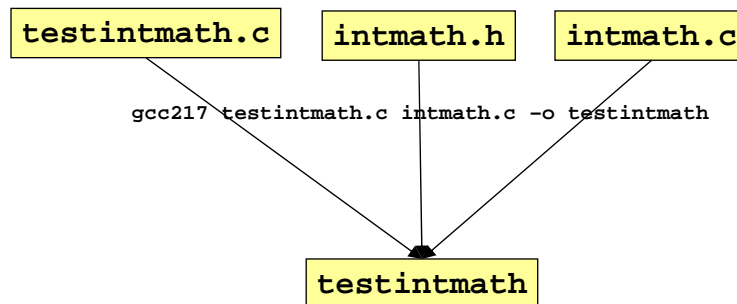 testintmath.c intmath.h intmath.c
gcc217 testintmath.c intmath.c –o testintmath
testintmath